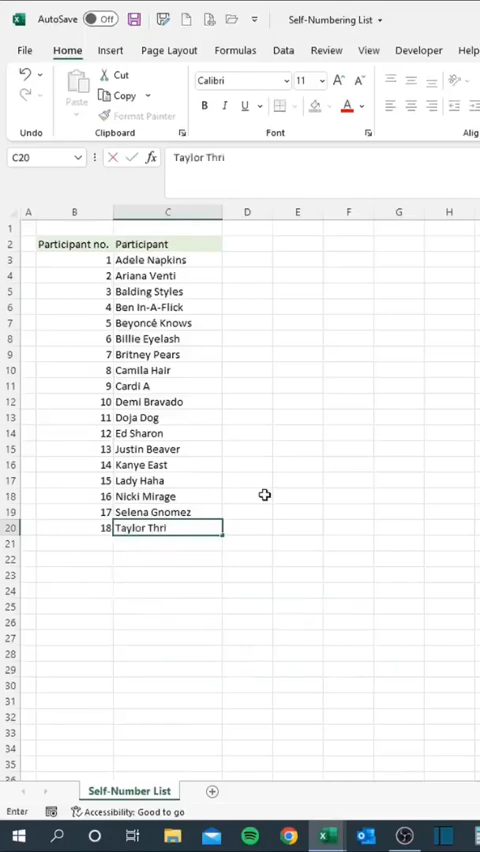 AutoSave Off Self-Numbering List
File Home Insert Page Layout Formulas Data Review View Developer Help
Undo
Paste
Cut
Copy
Format Painter
Clipboard
Calibri 11
B I U
Font
Alig
C20 fx Taylor Thri
A B C D E F G H
1
2 Participant no. Participant
3 1 Adele Napkins
4 2 Ariana Venti
5 3 Balding Styles
6 4 Ben In-A-Flick
7 5 Beyoncé Knows
8 6 Billie Eyelash
9 7 Britney Pears
10 8 Camila Hair
11 9 Cardi A
12 10 Demi Bravado
13 11 Doja Dog
14 12 Ed Sharon
15 13 Justin Beaver
16 14 Kanye East
17 15 Lady Haha
18 16 Nicki Mirage
19 17 Selena Gnomez
20 18 Taylor Thri
21
22
23
24
25
26
27
28
29
30
31
32
33
34
35
36
Self-Number List
Enter Accessibility: Good to go